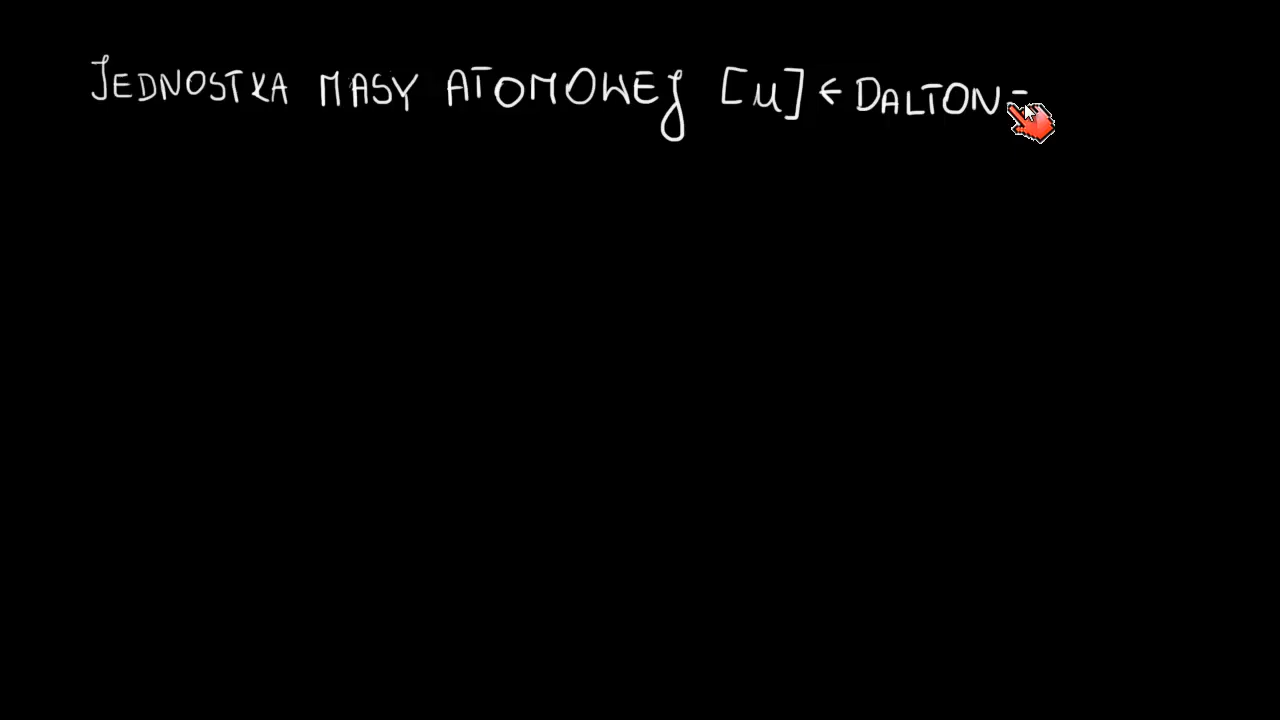 JEDNOSTKA MASY ATOMOWEJ [u] ← DALTON =